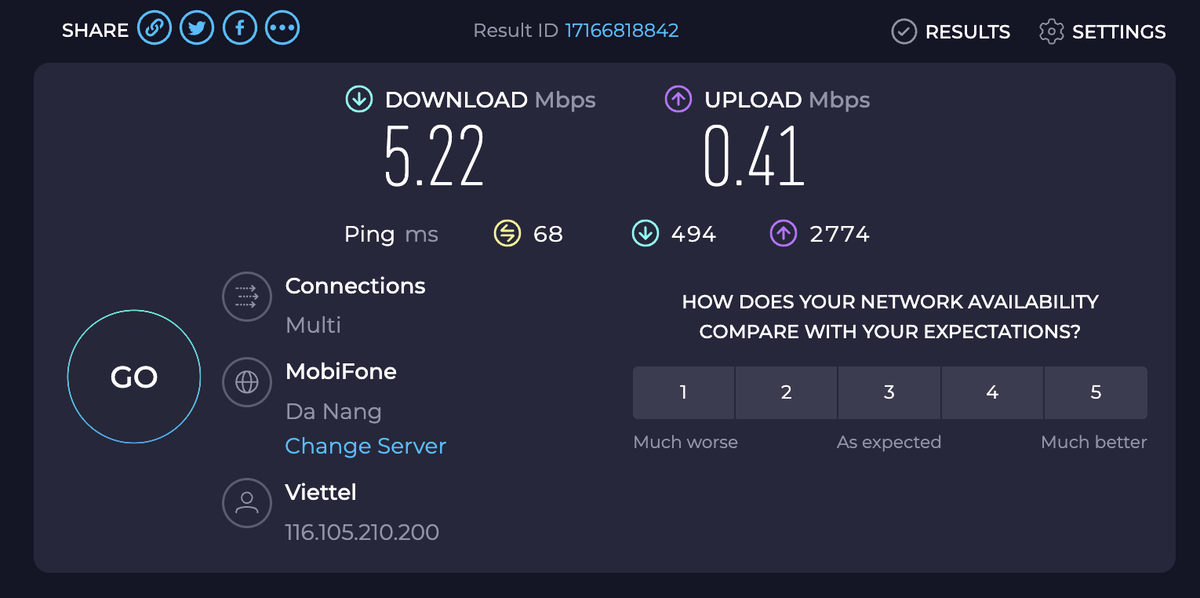 SHARE
Result ID 17166818842
RESULTS
SETTINGS
DOWNLOAD Mbps
5.22
UPLOAD Mbps
0.41
Ping ms 68 494 2774
GO
Connections
Multi
MobiFone
Da Nang
Change Server
Viettel
116.105.210.200
HOW DOES YOUR NETWORK AVAILABILITY
COMPARE WITH YOUR EXPECTATIONS?
1 2 3 4 5
Much worse As expected Much better